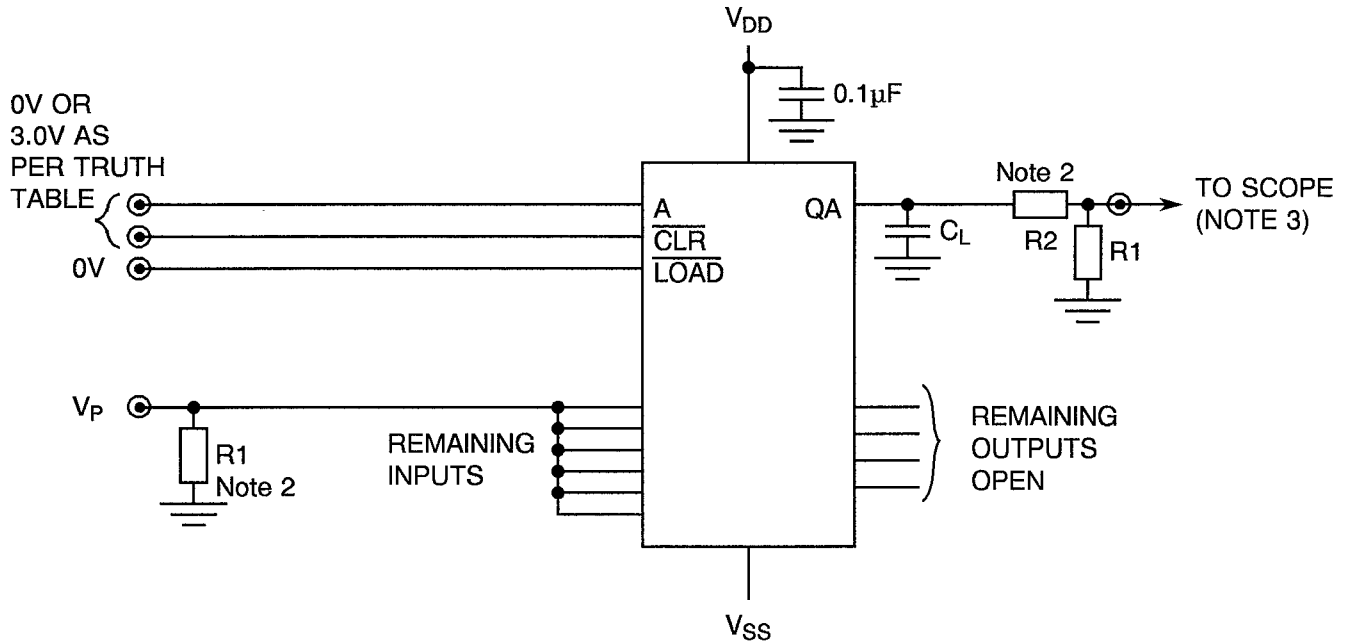 VDD
0.1µF
0V OR
3.0V AS
PER TRUTH
TABLE
A
CLR
LOAD
0V
QA
CL
Note 2
R2
R1
TO SCOPE
(NOTE 3)
VP
R1
Note 2
REMAINING
INPUTS
REMAINING
OUTPUTS
OPEN
VSS